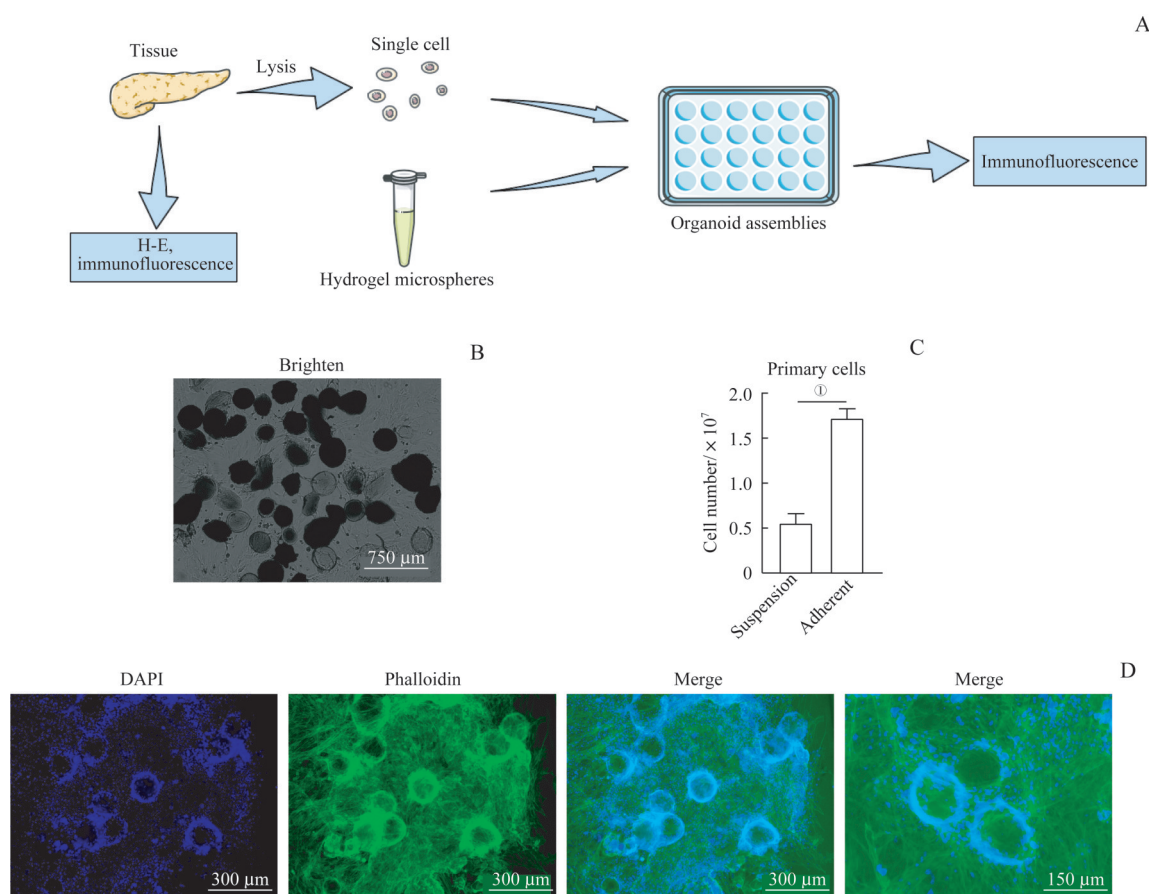 A
Tissue
Lysis
Single cell
H-E,
immunofluorescence
Hydrogel microspheres
Organoid assemblies
Immunofluorescence
B
Brighten
750 μm
C
Primary cells
①
Cell number/× 10⁷
2.0
1.5
1.0
0.5
0
Suspension
Adherent
D
DAPI
300 μm
Phalloidin
300 μm
Merge
300 μm
Merge
150 μm